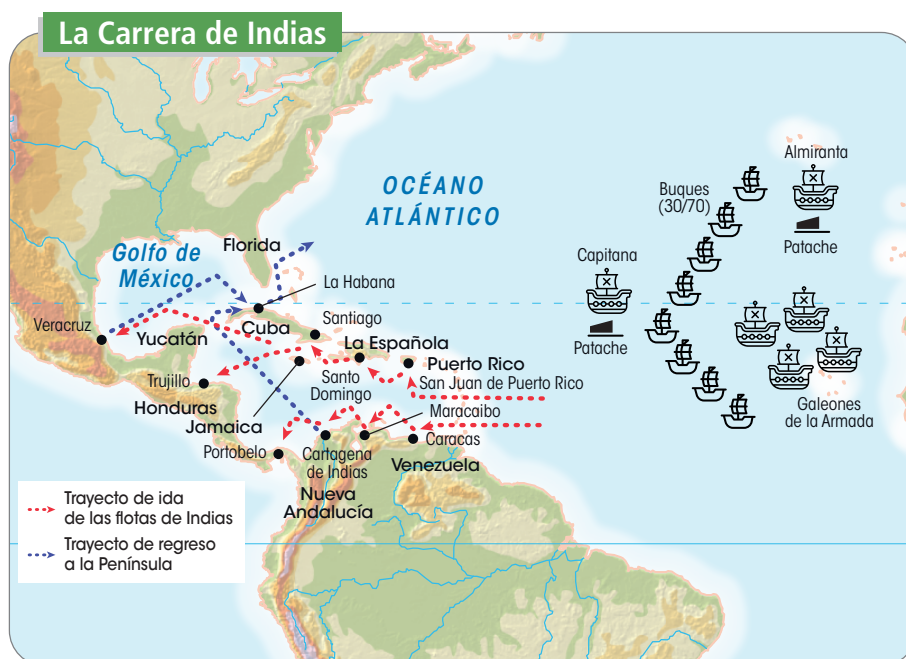 La Carrera de Indias
OCÉANO
ATLÁNTICO
Golfo de
México
Florida
La Habana
Veracruz
Yucatán
Cuba
Santiago
La Española
Puerto Rico
San Juan de Puerto Rico
Trujillo
Honduras
Jamaica
Santo
Domingo
Maracaibo
Portobelo
Cartagena
de Indias
Caracas
Venezuela
Nueva
Andalucía
Almiranta
Buques
(30/70)
Patache
Capitana
Patache
Galeones
de la Armada
Trayecto de ida
de las flotas de Indias
Trayecto de regreso
a la Península